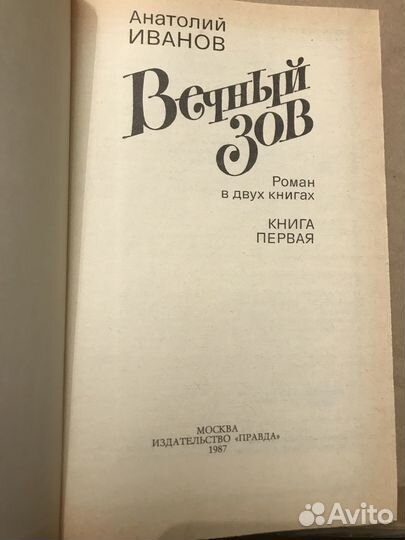 Анатолий
ИВАНОВ
Вечный
Зов
Роман
в двух книгах
КНИГА
ПЕРВАЯ
МОСКВА
ИЗДАТЕЛЬСТВО «ПРАВДА»
1987
Avito